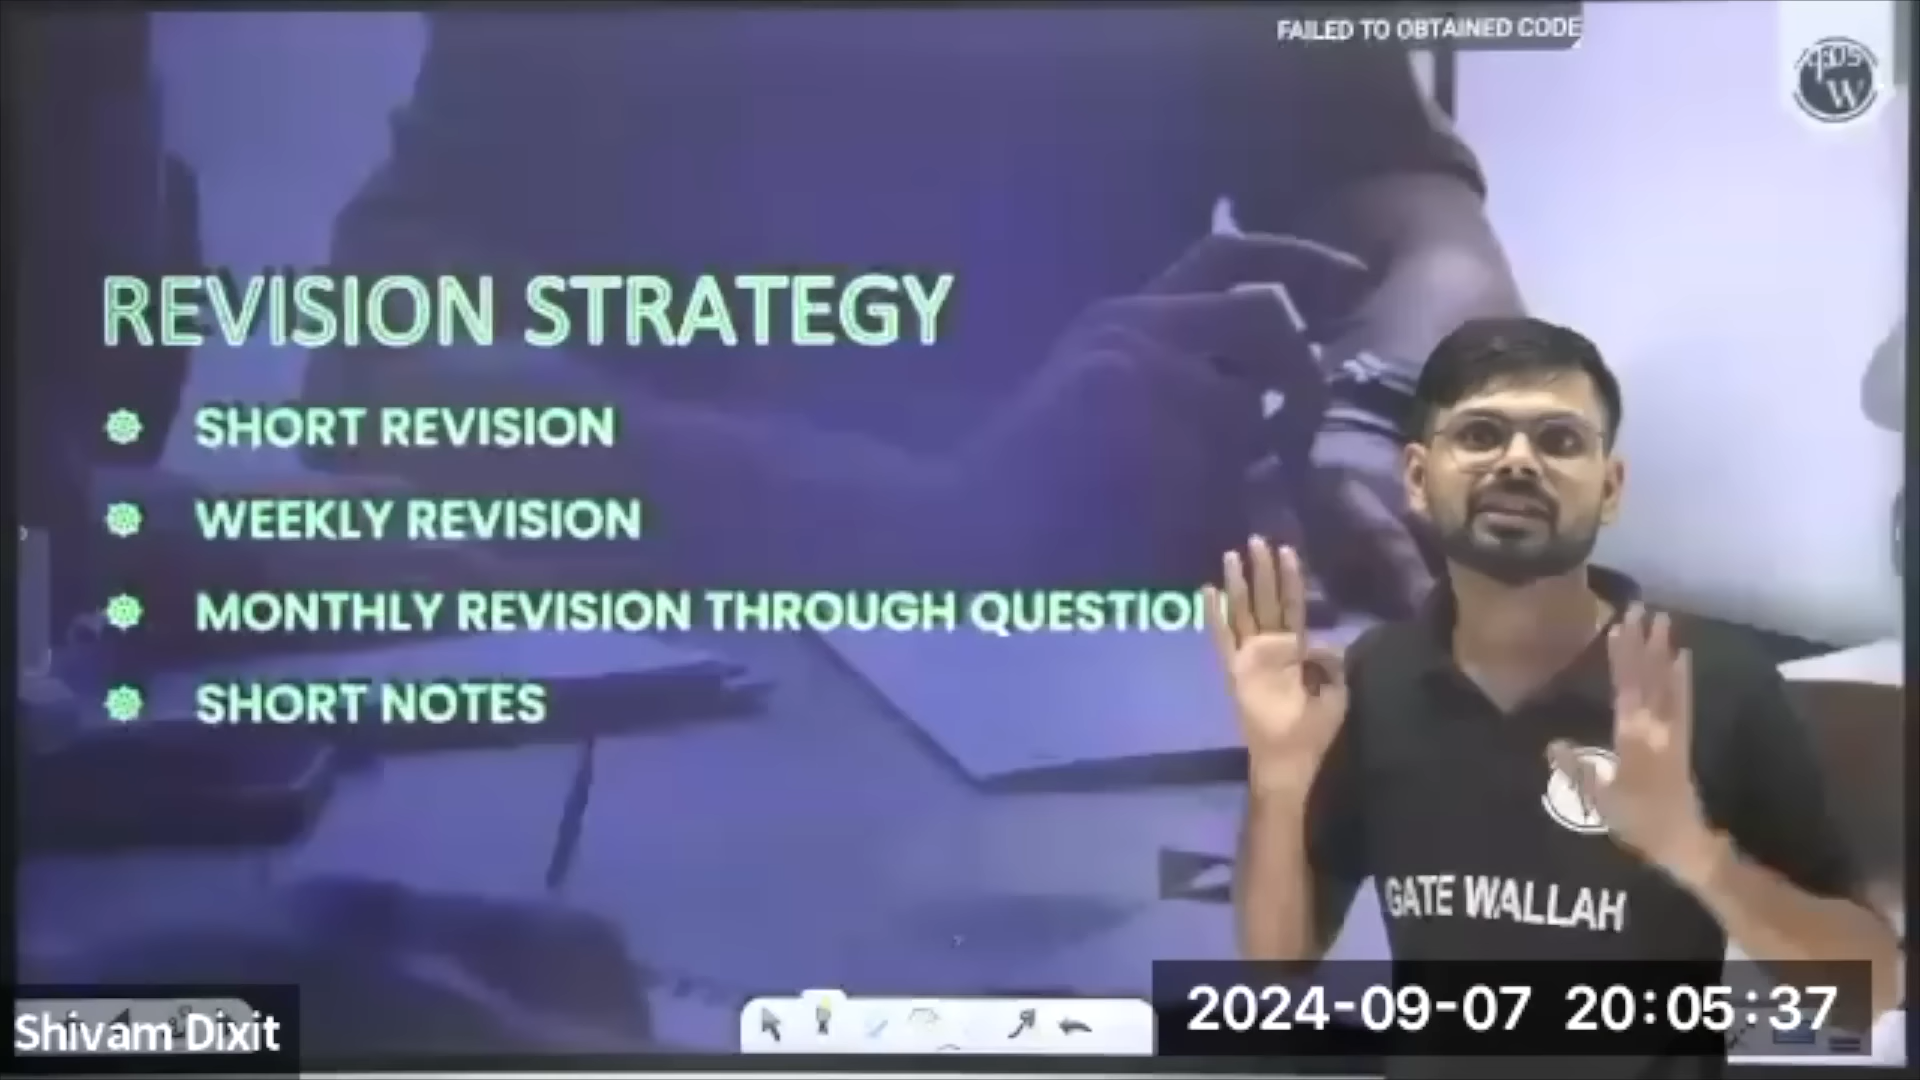 FAILED TO OBTAINED CODE
W
REVISION STRATEGY
SHORT REVISION
WEEKLY REVISION
MONTHLY REVISION THROUGH QUESTION
SHORT NOTES
GATE WALLAH
2024-09-07 20:05:37
Shivam Dixit